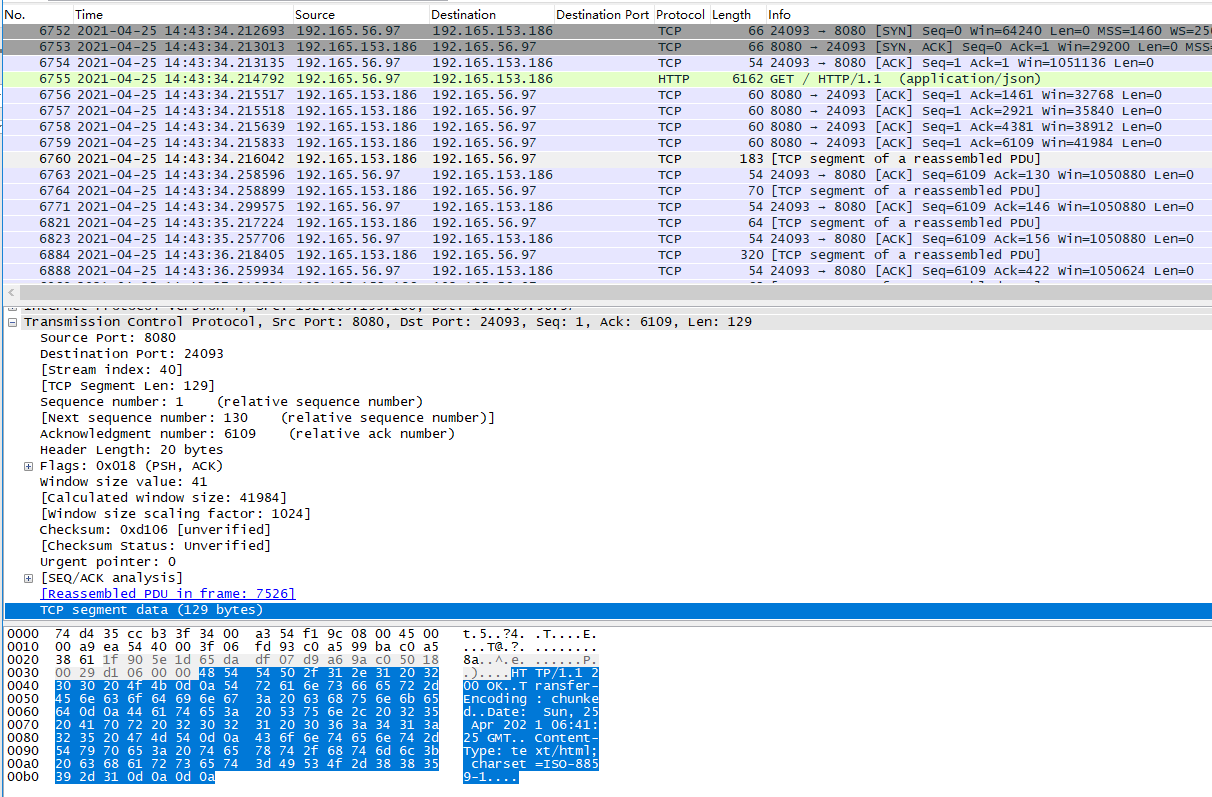 No. Time Source Destination Destination Port Protocol Length Info
6752 2021-04-25 14:43:34.212693 192.165.56.97 192.165.153.186 TCP 66 24093 → 8080 [SYN] Seq=0 Win=64240 Len=0 MSS=1460 WS=256
6753 2021-04-25 14:43:34.213013 192.165.153.186 192.165.56.97 TCP 66 8080 → 24093 [SYN, ACK] Seq=0 Ack=1 Win=29200 Len=0 MSS=
6754 2021-04-25 14:43:34.213135 192.165.56.97 192.165.153.186 TCP 54 24093 → 8080 [ACK] Seq=1 Ack=1 Win=1051136 Len=0
6755 2021-04-25 14:43:34.214792 192.165.56.97 192.165.153.186 HTTP 6162 GET / HTTP/1.1 (application/json)
6756 2021-04-25 14:43:34.215517 192.165.153.186 192.165.56.97 TCP 60 8080 → 24093 [ACK] Seq=1 Ack=1461 Win=32768 Len=0
6757 2021-04-25 14:43:34.215518 192.165.153.186 192.165.56.97 TCP 60 8080 → 24093 [ACK] Seq=1 Ack=2921 Win=35840 Len=0
6758 2021-04-25 14:43:34.215639 192.165.153.186 192.165.56.97 TCP 60 8080 → 24093 [ACK] Seq=1 Ack=4381 Win=38912 Len=0
6759 2021-04-25 14:43:34.215833 192.165.153.186 192.165.56.97 TCP 60 8080 → 24093 [ACK] Seq=1 Ack=6109 Win=41984 Len=0
6760 2021-04-25 14:43:34.216042 192.165.153.186 192.165.56.97 TCP 183 [TCP segment of a reassembled PDU]
6763 2021-04-25 14:43:34.258596 192.165.56.97 192.165.153.186 TCP 54 24093 → 8080 [ACK] Seq=6109 Ack=130 Win=1050880 Len=0
6764 2021-04-25 14:43:34.258899 192.165.153.186 192.165.56.97 TCP 70 [TCP segment of a reassembled PDU]
6771 2021-04-25 14:43:34.299575 192.165.56.97 192.165.153.186 TCP 54 24093 → 8080 [ACK] Seq=6109 Ack=146 Win=1050880 Len=0
6821 2021-04-25 14:43:35.217224 192.165.153.186 192.165.56.97 TCP 64 [TCP segment of a reassembled PDU]
6823 2021-04-25 14:43:35.257706 192.165.56.97 192.165.153.186 TCP 54 24093 → 8080 [ACK] Seq=6109 Ack=156 Win=1050880 Len=0
6884 2021-04-25 14:43:36.218405 192.165.153.186 192.165.56.97 TCP 320 [TCP segment of a reassembled PDU]
6888 2021-04-25 14:43:36.259934 192.165.56.97 192.165.153.186 TCP 54 24093 → 8080 [ACK] Seq=6109 Ack=422 Win=1050624 Len=0
Transmission Control Protocol, Src Port: 8080, Dst Port: 24093, Seq: 1, Ack: 6109, Len: 129
Source Port: 8080
Destination Port: 24093
[Stream index: 40]
[TCP Segment Len: 129]
Sequence number: 1 (relative sequence number)
[Next sequence number: 130 (relative sequence number)]
Acknowledgment number: 6109 (relative ack number)
Header Length: 20 bytes
Flags: 0x018 (PSH, ACK)
Window size value: 41
[Calculated window size: 41984]
[Window size scaling factor: 1024]
Checksum: 0xd106 [unverified]
[Checksum Status: Unverified]
Urgent pointer: 0
[SEQ/ACK analysis]
[Reassembled PDU in frame: 7526]
TCP segment data (129 bytes)
0000 74 d4 35 cc b3 3f 34 00 a3 54 f1 9c 08 00 45 00 t.5..?4. .T....E.
0010 00 a9 ea 54 40 00 3f 06 fd 93 c0 a5 99 ba c0 a5 ...T@.?. ........
0020 38 61 1f 90 5e 1d 65 da df 07 d9 a6 9a c0 50 18 8a..^.e. ......P.
0030 00 29 d1 06 00 00 48 54 54 50 2f 31 2e 31 20 32 .)....HT TP/1.1 2
0040 30 30 20 4f 4b 0d 0a 54 72 61 6e 73 66 65 72 2d 00 OK..T ransfer-
0050 45 6e 63 6f 64 69 6e 67 3a 20 63 68 75 6e 6b 65 Encoding : chunke
0060 64 0d 0a 44 61 74 65 3a 20 53 75 6e 2c 20 32 35 d..Date: Sun, 25
0070 20 41 70 72 20 32 30 32 31 20 30 36 3a 34 31 3a Apr 202 1 06:41:
0080 32 35 20 47 4d 54 0d 0a 43 6f 6e 74 65 6e 74 2d 25 GMT.. Content-
0090 54 79 70 65 3a 20 74 65 78 74 2f 68 74 6d 6c 3b Type: te xt/html;
00a0 20 63 68 61 72 73 65 74 3d 49 53 4f 2d 38 38 35 charset =ISO-885
00b0 39 2d 31 0d 0a 0d 0a 9-1....